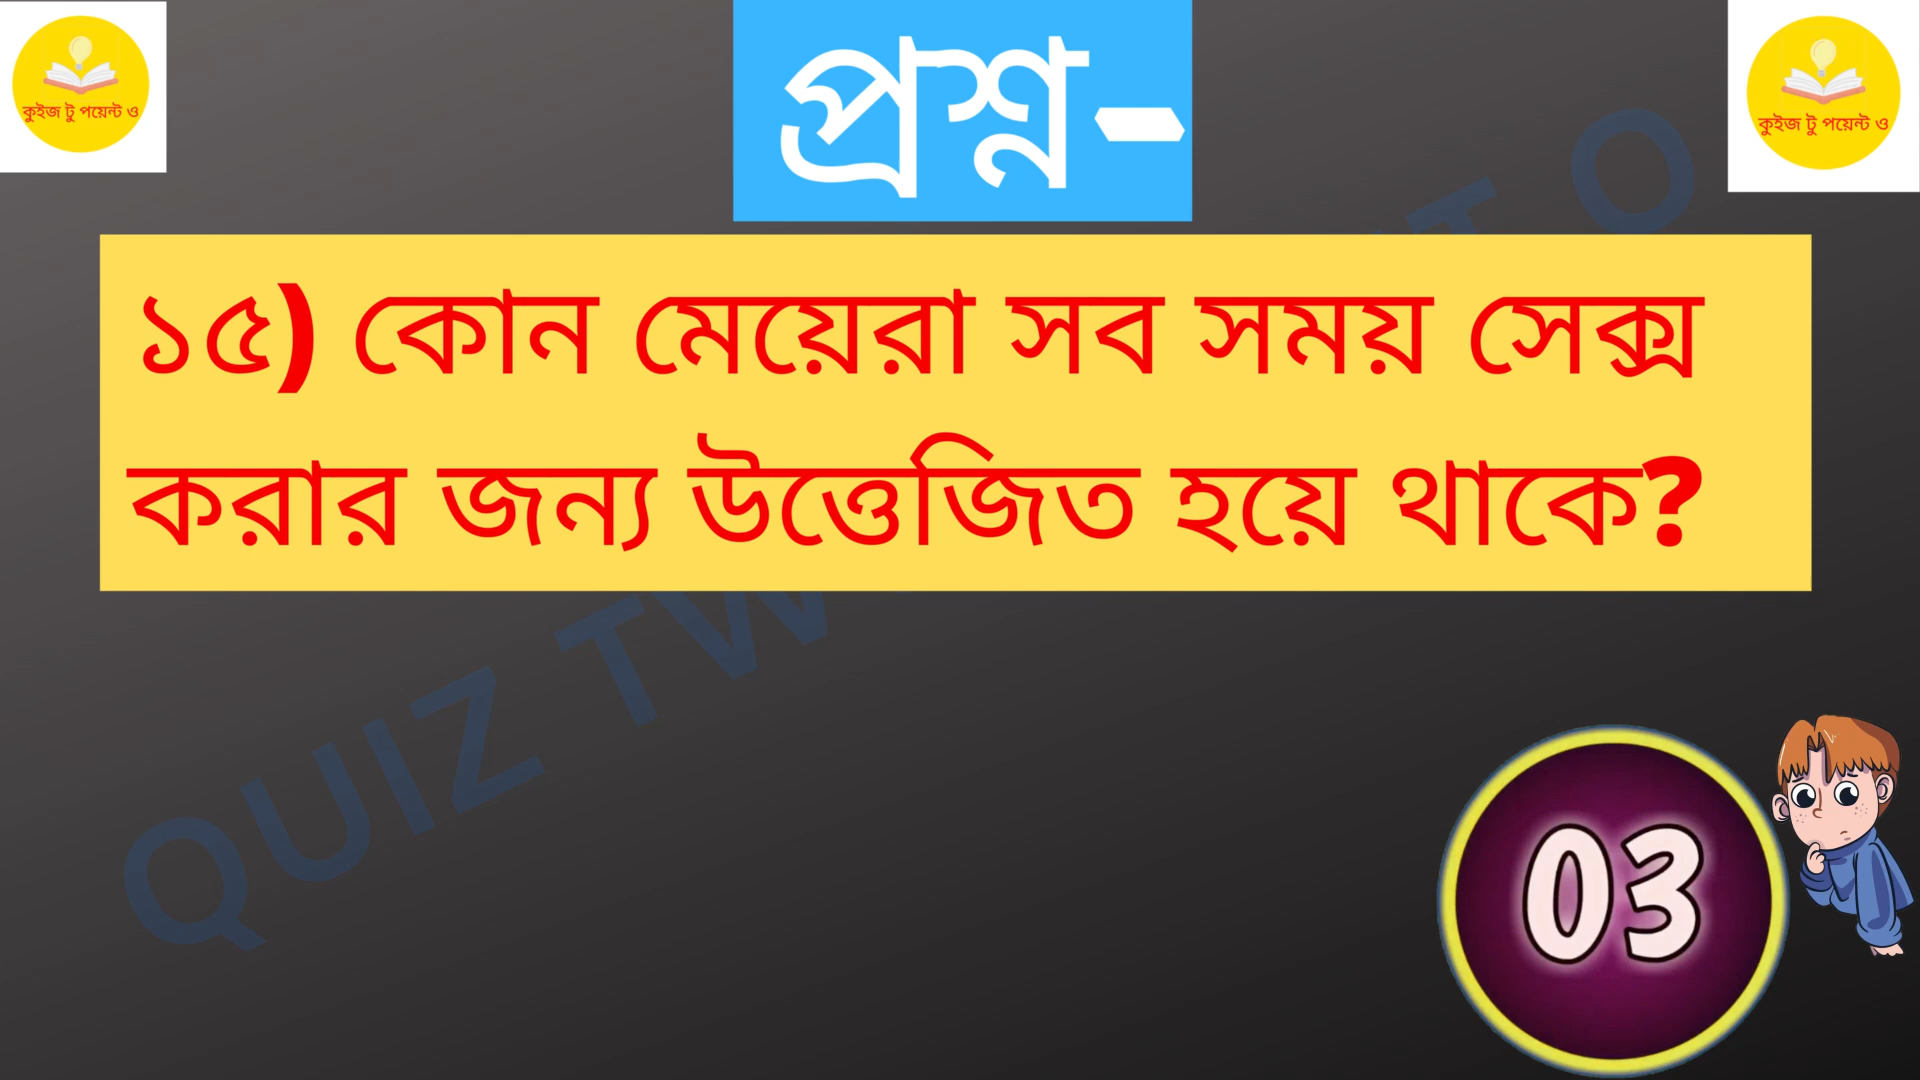 কুইজ টু পয়েন্ট ও
প্রশ্ন-
কুইজ টু পয়েন্ট ও
১৫) কোন মেয়েরা সব সময় সেক্স
করার জন্য উত্তেজিত হয়ে থাকে?
QUIZ TW
T O
03